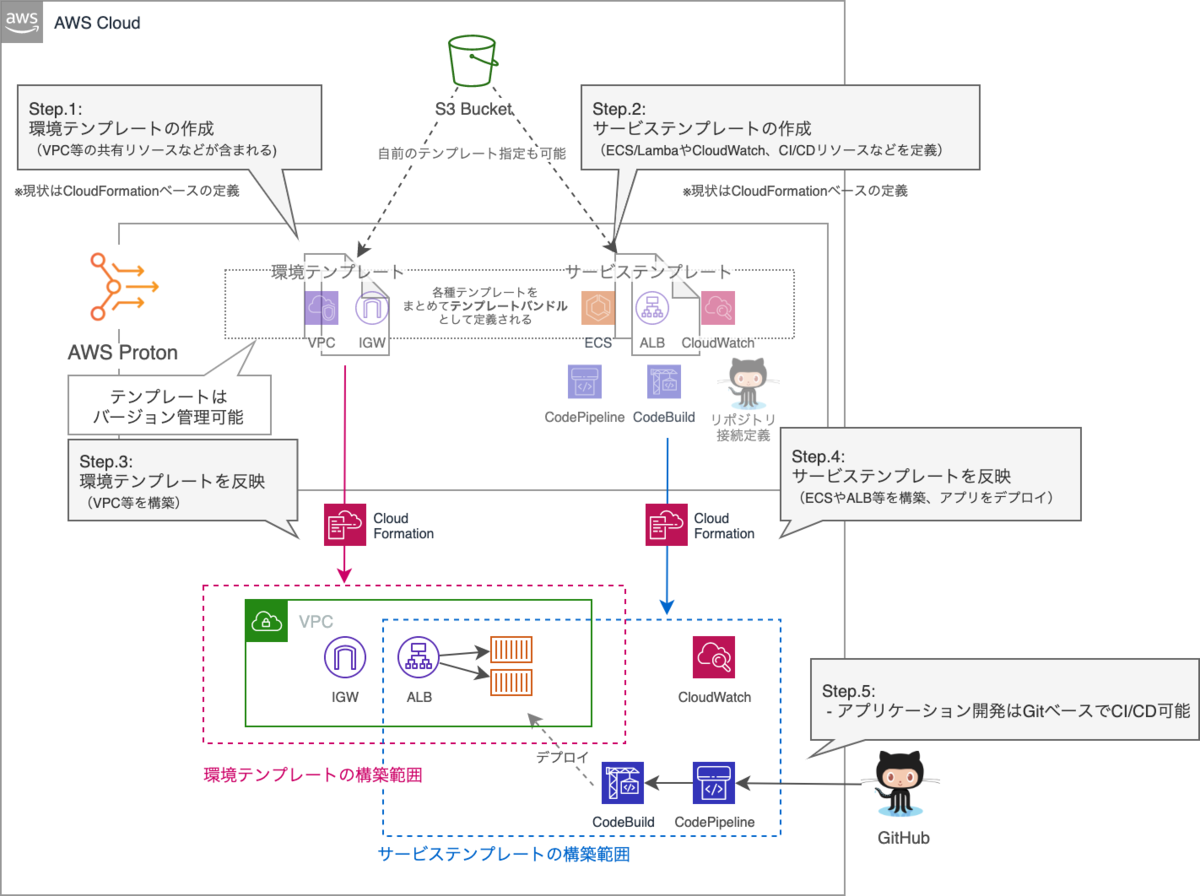 aws
AWS Cloud
S3 Bucket
Step.1:
環境テンプレートの作成
（VPC等の共有リソースなどが含まれる)
※現状はCloudFormationベースの定義
自前のテンプレート指定も可能
Step.2:
サービステンプレートの作成
（ECS/LambaやCloudWatch、CI/CDリソースなどを定義）
※現状はCloudFormationベースの定義
AWS Proton
環境テンプレート
VPC
IGW
各種テンプレートを
まとめてテンプレートバンドル
として定義される
サービステンプレート
ECS
ALB
CloudWatch
CodePipeline
CodeBuild
リポジトリ
接続定義
テンプレートは
バージョン管理可能
Step.3:
環境テンプレートを反映
（VPC等を構築）
Cloud
Formation
Cloud
Formation
Step.4:
サービステンプレートを反映
（ECSやALB等を構築、アプリをデプロイ）
VPC
IGW
ALB
CloudWatch
Step.5:
- アプリケーション開発はGitベースでCI/CD可能
デプロイ
環境テンプレートの構築範囲
CodeBuild
CodePipeline
GitHub
サービステンプレートの構築範囲